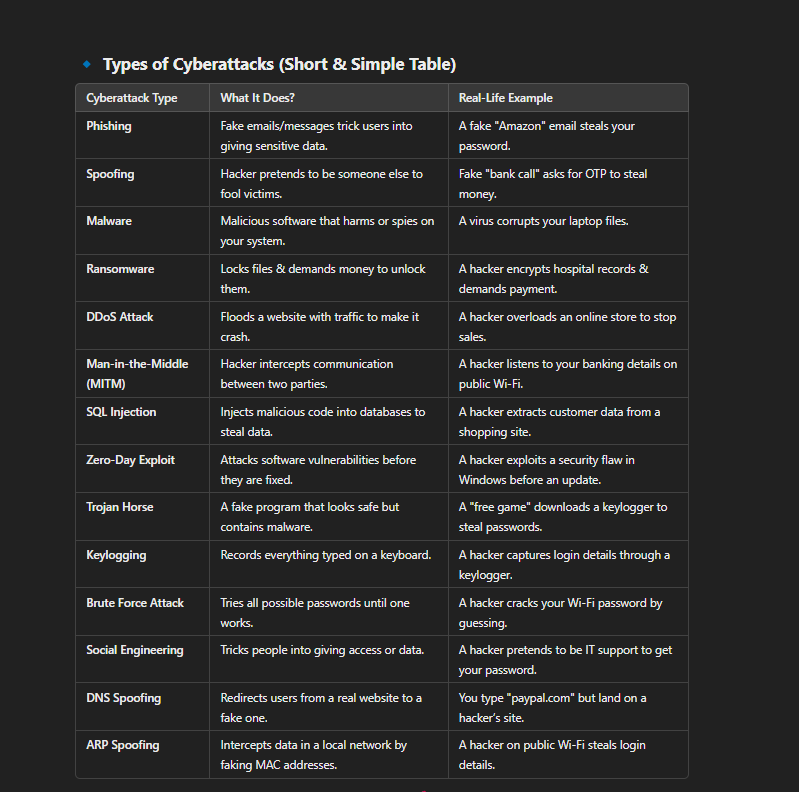 Types of Cyberattacks (Short & Simple Table)
Cyberattack Type What It Does? Real-Life Example
Phishing Fake emails/messages trick users into A fake "Amazon" email steals your
giving sensitive data. password.
Spoofing Hacker pretends to be someone else to Fake "bank call" asks for OTP to steal
fool victims. money.
Malware Malicious software that harms or spies on A virus corrupts your laptop files.
your system.
Ransomware Locks files & demands money to unlock A hacker encrypts hospital records &
them. demands payment.
DDoS Attack Floods a website with traffic to make it A hacker overloads an online store to stop
crash. sales.
Man-in-the-Middle Hacker intercepts communication A hacker listens to your banking details on
(MITM) between two parties. public Wi-Fi.
SQL Injection Injects malicious code into databases to A hacker extracts customer data from a
steal data. shopping site.
Zero-Day Exploit Attacks software vulnerabilities before A hacker exploits a security flaw in
they are fixed. Windows before an update.
Trojan Horse A fake program that looks safe but A "free game" downloads a keylogger to
contains malware. steal passwords.
Keylogging Records everything typed on a keyboard. A hacker captures login details through a
keylogger.
Brute Force Attack Tries all possible passwords until one A hacker cracks your Wi-Fi password by
works. guessing.
Social Engineering Tricks people into giving access or data. A hacker pretends to be IT support to get
your password.
DNS Spoofing Redirects users from a real website to a You type "paypal.com" but land on a
fake one. hacker's site.
ARP Spoofing Intercepts data in a local network by A hacker on public Wi-Fi steals login
faking MAC addresses. details.